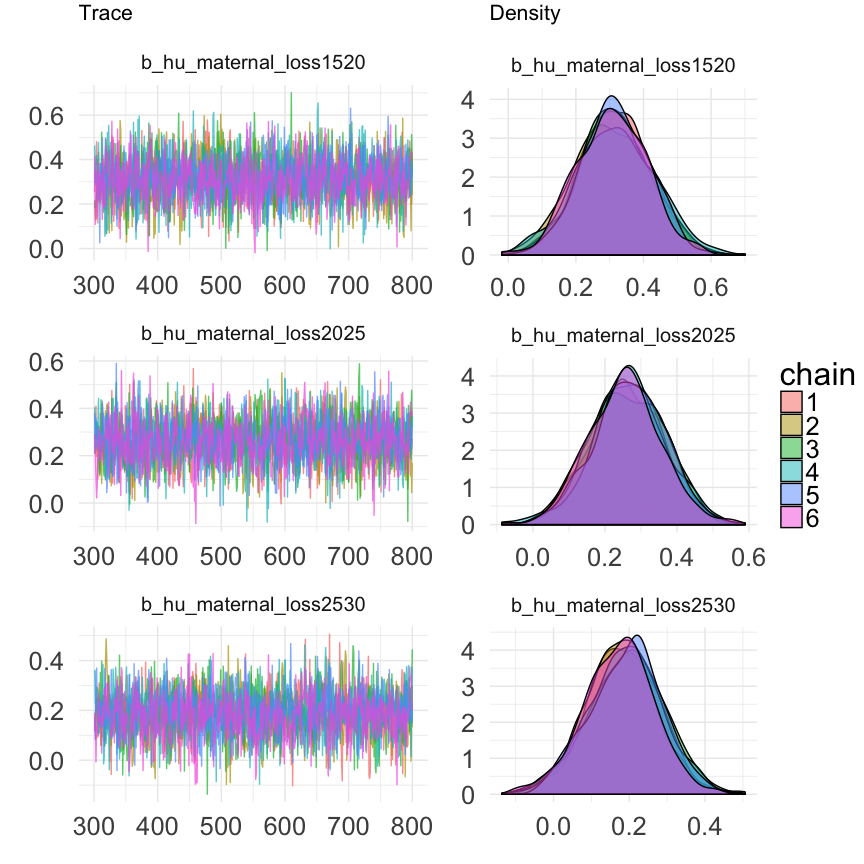 Trace
Density
b_hu_maternal_loss1520
b_hu_maternal_loss1520
0.6
0.4
0.2
0.0
300 400 500 600 700 800
4
3
2
1
0
0.0 0.2 0.4 0.6
b_hu_maternal_loss2025
b_hu_maternal_loss2025
0.6
0.4
0.2
0.0
300 400 500 600 700 800
4
3
2
1
0
0.0 0.2 0.4 0.6
chain
1
2
3
4
5
6
b_hu_maternal_loss2530
b_hu_maternal_loss2530
0.4
0.2
0.0
300 400 500 600 700 800
4
3
2
1
0
0.0 0.2 0.4